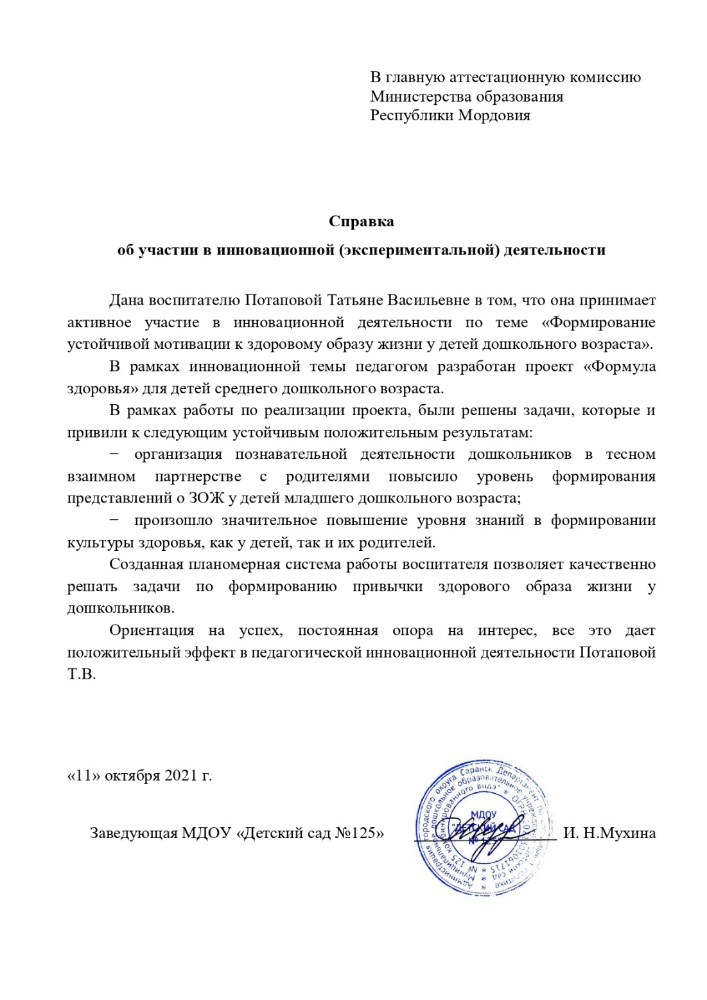 В главную аттестационную комиссию
Министерства образования
Республики Мордовия
Справка
об участии в инновационной (экспериментальной) деятельности
Дана воспитателю Потаповой Татьяне Васильевне в том, что она принимает
активное участие в инновационной деятельности по теме «Формирование
устойчивой мотивации к здоровому образу жизни у детей дошкольного возраста».
В рамках инновационной темы педагогом разработан проект «Формула
здоровья» для детей среднего дошкольного возраста.
В рамках работы по реализации проекта, были решены задачи, которые и
привили к следующим устойчивым положительным результатам:
− организация познавательной деятельности дошкольников в тесном
взаимном партнерстве с родителями повысило уровень формирования
представлений о ЗОЖ у детей младшего дошкольного возраста;
− произошло значительное повышение уровня знаний в формировании
культуры здоровья, как у детей, так и их родителей.
Созданная планомерная система работы воспитателя позволяет качественно
решать задачи по формированию привычки здорового образа жизни у
дошкольников.
Ориентация на успех, постоянная опора на интерес, все это дает
положительный эффект в педагогической инновационной деятельности Потаповой
Т.В.
«11» октября 2021 г.
Заведующая МДОУ «Детский сад №125» И. Н.Мухина
Администрация городского округа Саранск Департамент по
Муниципальное дошкольное образовательное учреждение
№ 125 комбинированного вида" * ОГРН
МДОУ
"ДЕТСКИЙ САД
№ 125"